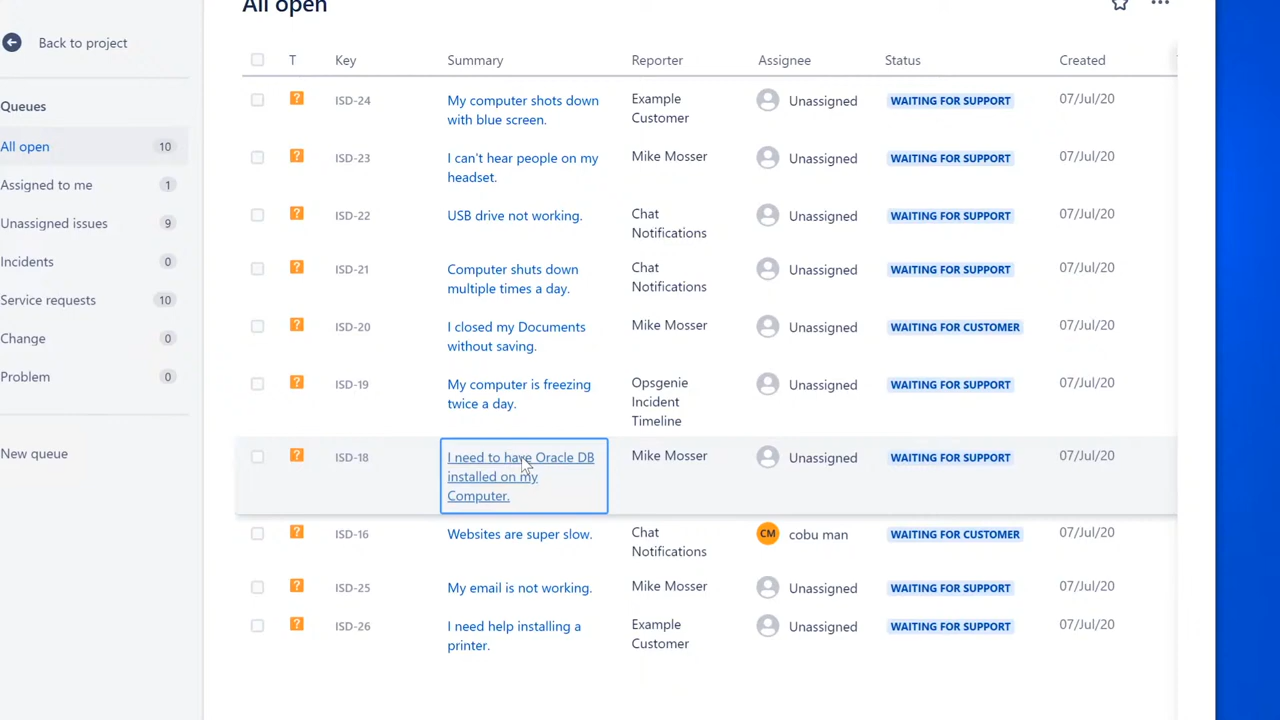 All open
Back to project
Queues
All open 10
Assigned to me 1
Unassigned issues 9
Incidents 0
Service requests 10
Change 0
Problem 0
New queue
T Key Summary Reporter Assignee Status Created
? ISD-24 My computer shots down Example Unassigned WAITING FOR SUPPORT 07/Jul/20
with blue screen. Customer
? ISD-23 I can't hear people on my Mike Mosser Unassigned WAITING FOR SUPPORT 07/Jul/20
headset.
? ISD-22 USB drive not working. Chat Unassigned WAITING FOR SUPPORT 07/Jul/20
Notifications
? ISD-21 Computer shuts down Chat Unassigned WAITING FOR SUPPORT 07/Jul/20
multiple times a day. Notifications
? ISD-20 I closed my Documents Mike Mosser Unassigned WAITING FOR CUSTOMER 07/Jul/20
without saving.
? ISD-19 My computer is freezing Opsgenie Unassigned WAITING FOR SUPPORT 07/Jul/20
twice a day. Incident
Timeline
? ISD-18 I need to have Oracle DB Mike Mosser Unassigned WAITING FOR SUPPORT 07/Jul/20
installed on my
Computer.
? ISD-16 Websites are super slow. Chat CM cobu man WAITING FOR CUSTOMER 07/Jul/20
Notifications
? ISD-25 My email is not working. Mike Mosser Unassigned WAITING FOR SUPPORT 07/Jul/20
? ISD-26 I need help installing a Example Unassigned WAITING FOR SUPPORT 07/Jul/20
printer. Customer